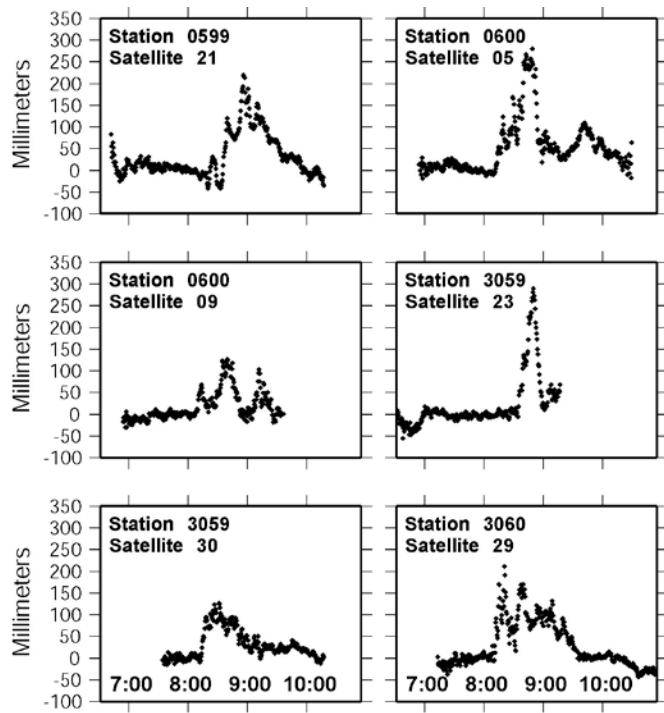 350
300
250
200
150
100
50
0
-50
-100
Millimeters
Station 0599
Satellite 21
Station 0600
Satellite 05
350
300
250
200
150
100
50
0
-50
-100
Millimeters
Station 0600
Satellite 09
Station 3059
Satellite 23
350
300
250
200
150
100
50
0
-50
-100
Millimeters
Station 3059
Satellite 30
7:00 8:00 9:00 10:00
Station 3060
Satellite 29
7:00 8:00 9:00 10:00